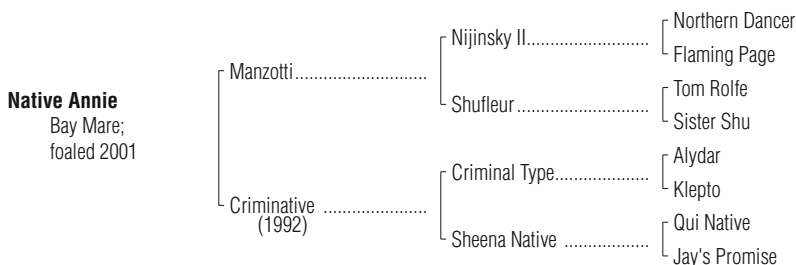 Native Annie
Bay Mare;
foaled 2001
Manzotti
Criminative
(1992)
Nijinsky II
Shufleur
Criminal Type
Sheena Native
Northern Dancer
Flaming Page
Tom Rolfe
Sister Shu
Alydar
Klepto
Qui Native
Jay's Promise